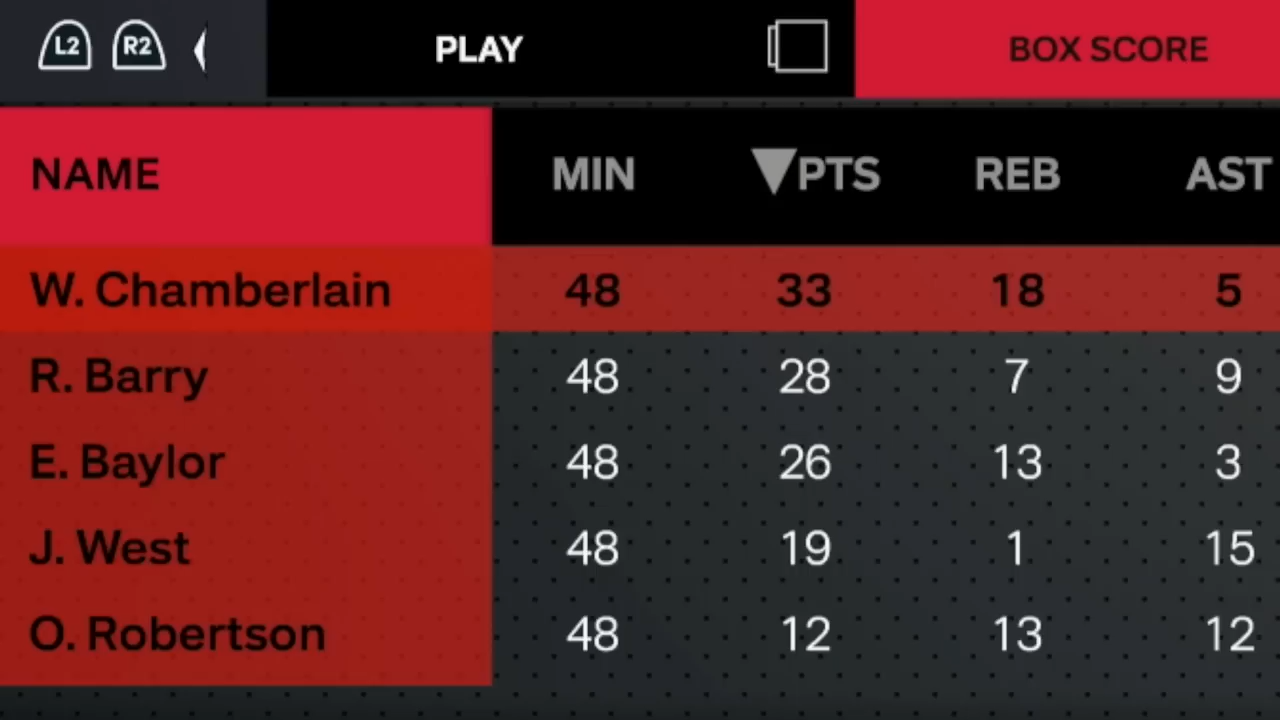 L2 R2 PLAY BOX SCORE
NAME MIN ▼PTS REB AST
W. Chamberlain 48 33 18 5
R. Barry 48 28 7 9
E. Baylor 48 26 13 3
J. West 48 19 1 15
O. Robertson 48 12 13 12